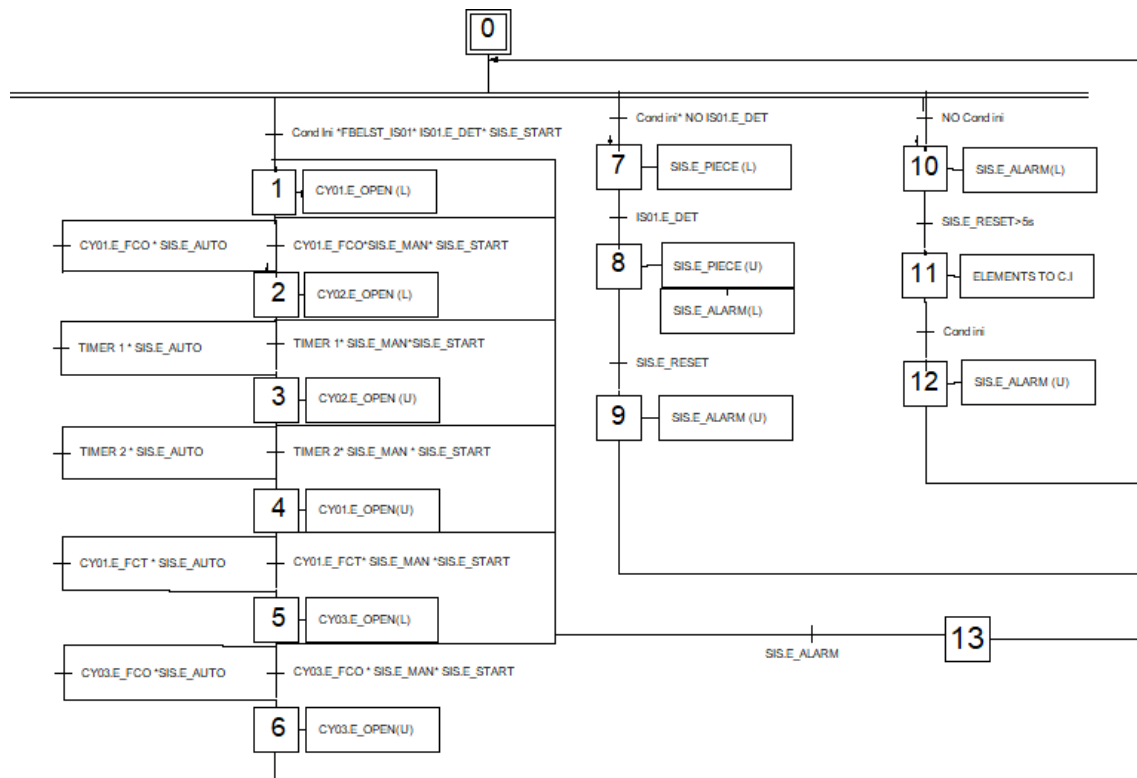 0
Cond Ini *FBELST_IS01* IS01.E_DET* SIS.E_START
Cond ini* NO IS01.E_DET
NO Cond ini
1
CY01.E_OPEN (L)
7
SIS.E_PIECE (L)
10
SIS.E_ALARM(L)
CY01.E_FCO * SIS.E_AUTO
CY01.E_FCO*SIS.E_MAN* SIS.E_START
IS01.E_DET
SIS.E_RESET>5s
2
CY02.E_OPEN (L)
8
SIS.E_PIECE (U)
SIS.E_ALARM(L)
11
ELEMENTS TO C.I
TIMER 1 * SIS.E_AUTO
TIMER 1* SIS.E_MAN*SIS.E_START
SIS.E_RESET
Cond ini
3
CY02.E_OPEN (U)
9
SIS.E_ALARM (U)
12
SIS.E_ALARM (U)
TIMER 2 * SIS.E_AUTO
TIMER 2* SIS.E_MAN * SIS.E_START
4
CY01.E_OPEN(U)
CY01.E_FCT * SIS.E_AUTO
CY01.E_FCT* SIS.E_MAN *SIS.E_START
5
CY03.E_OPEN(L)
SIS.E_ALARM
13
CY03.E_FCO *SIS.E_AUTO
CY03.E_FCO * SIS.E_MAN* SIS.E_START
6
CY03.E_OPEN(U)